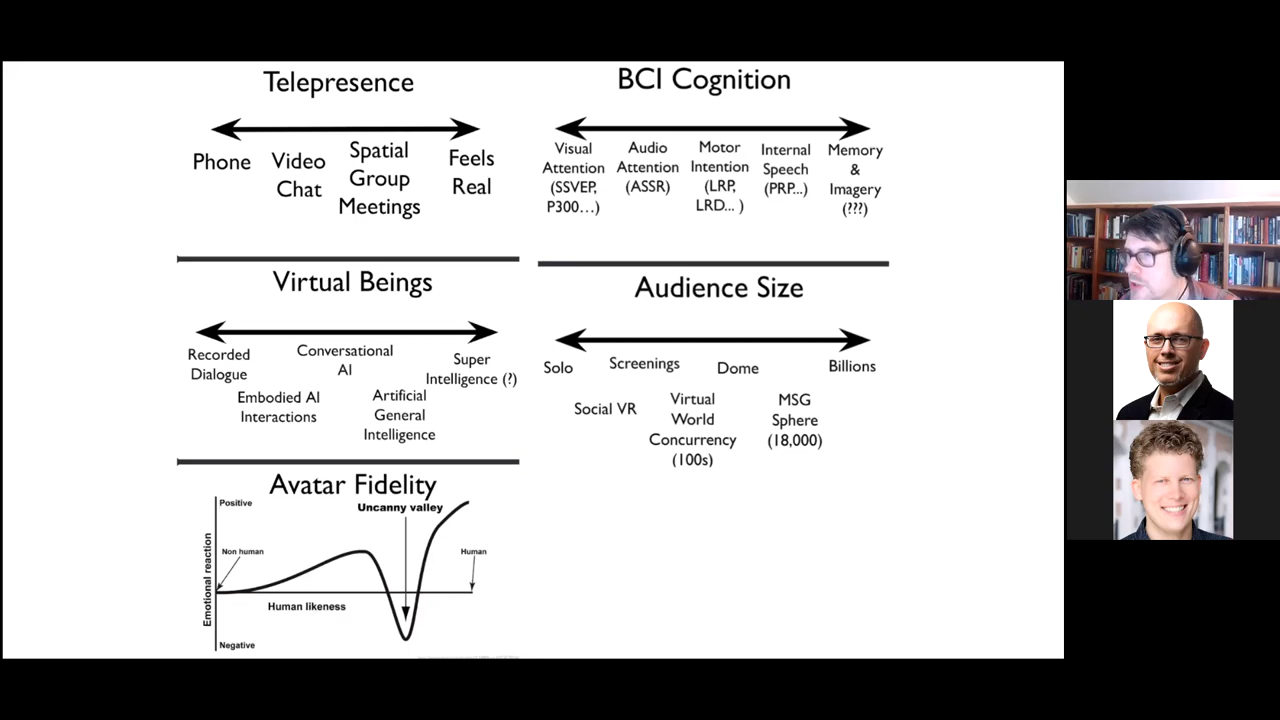 Telepresence
Phone
Video
Chat
Spatial
Group
Meetings
Feels
Real
BCI Cognition
Visual
Attention
(SSVEP,
P300...)
Audio
Attention
(ASSR)
Motor
Intention
(LRP,
LRD... )
Internal
Speech
(PRP...)
Memory
&
Imagery
(???)
Virtual Beings
Recorded
Dialogue
Embodied AI
Interactions
Conversational
AI
Artificial
General
Intelligence
Super
Intelligence (?)
Audience Size
Solo
Social VR
Screenings
Virtual
World
Concurrency
(100s)
Dome
MSG
Sphere
(18,000)
Billions
Avatar Fidelity
Positive
Uncanny valley
Non human
Human
Emotional reaction
Human likeness
Negative